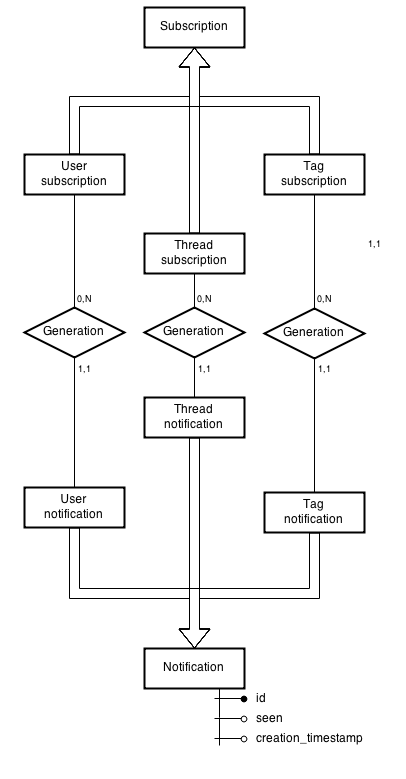 Subscription
User
subscription
Tag
subscription
Thread
subscription
1,1
0,N
0,N
0,N
Generation
Generation
Generation
1,1
1,1
1,1
Thread
notification
User
notification
Tag
notification
Notification
id
seen
creation_timestamp